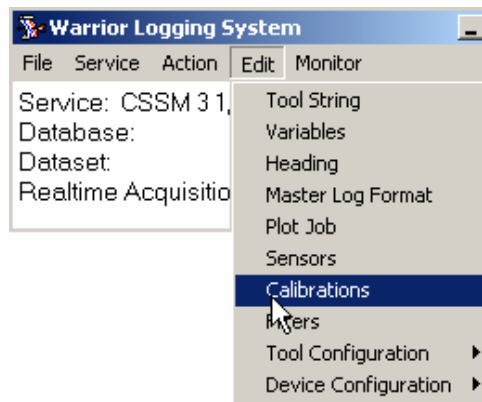 Warrior Logging System
File Service Action Edit Monitor
Service: CSSM 3 1,
Database:
Dataset:
Realtime Acquisitio
Tool String
Variables
Heading
Master Log Format
Plot Job
Sensors
Calibrations
Tool Configuration
Device Configuration